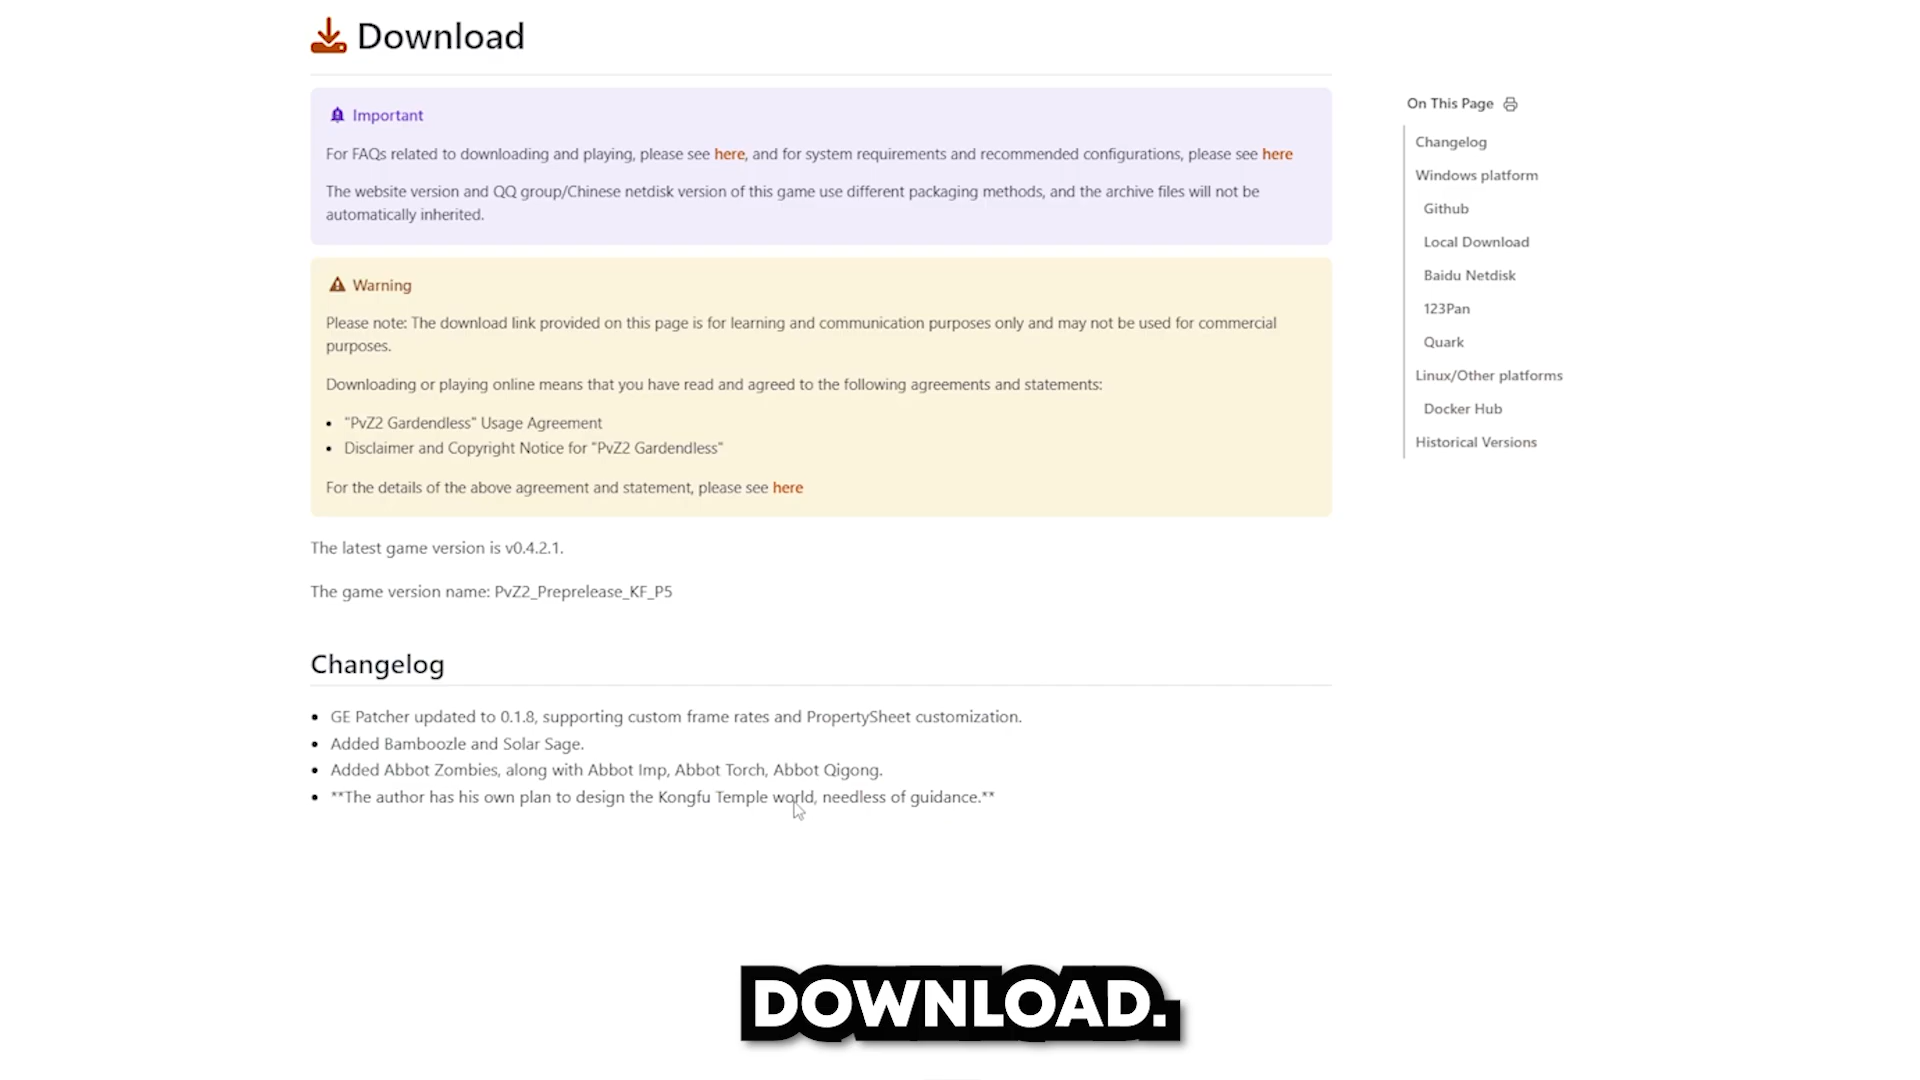 Download
Important
For FAQs related to downloading and playing, please see here, and for system requirements and recommended configurations, please see here
The website version and QQ group/Chinese netdisk version of this game use different packaging methods, and the archive files will not be
automatically inherited.
Warning
Please note: The download link provided on this page is for learning and communication purposes only and may not be used for commercial
purposes.
Downloading or playing online means that you have read and agreed to the following agreements and statements:
• "PvZ2 Gardendless" Usage Agreement
• Disclaimer and Copyright Notice for "PvZ2 Gardendless"
For the details of the above agreement and statement, please see here
The latest game version is v0.4.2.1.
The game version name: PvZ2_Preprelease_KF_P5
Changelog
• GE Patcher updated to 0.1.8, supporting custom frame rates and PropertySheet customization.
• Added Bamboozle and Solar Sage.
• Added Abbot Zombies, along with Abbot Imp, Abbot Torch, Abbot Qigong.
• **The author has his own plan to design the Kongfu Temple world, needless of guidance.**
On This Page
Changelog
Windows platform
Github
Local Download
Baidu Netdisk
123Pan
Quark
Linux/Other platforms
Docker Hub
Historical Versions
DOWNLOAD.